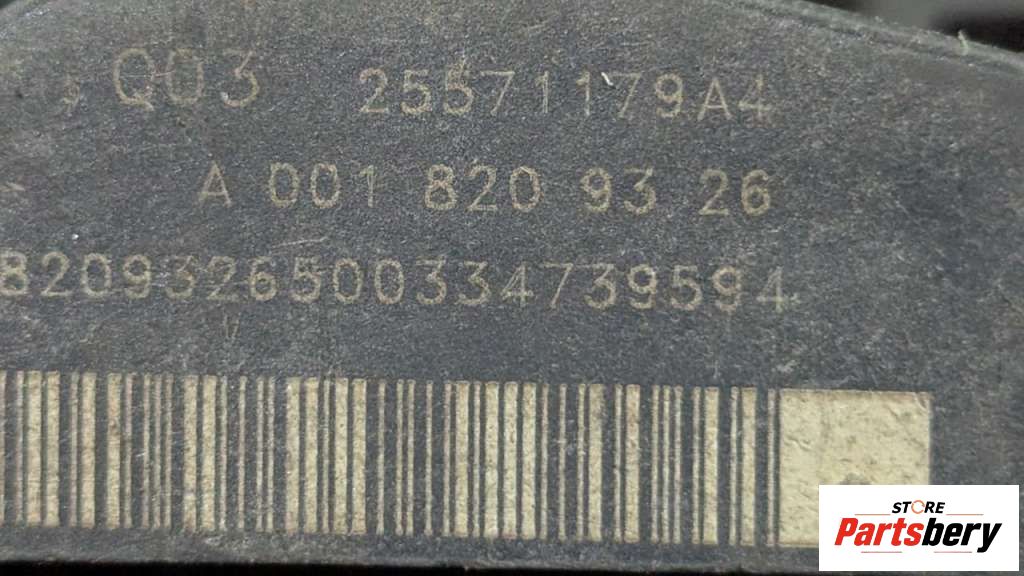 Q03 25571179A4
A 001 820 93 26
8209326500334739594
STORE
Partsbery